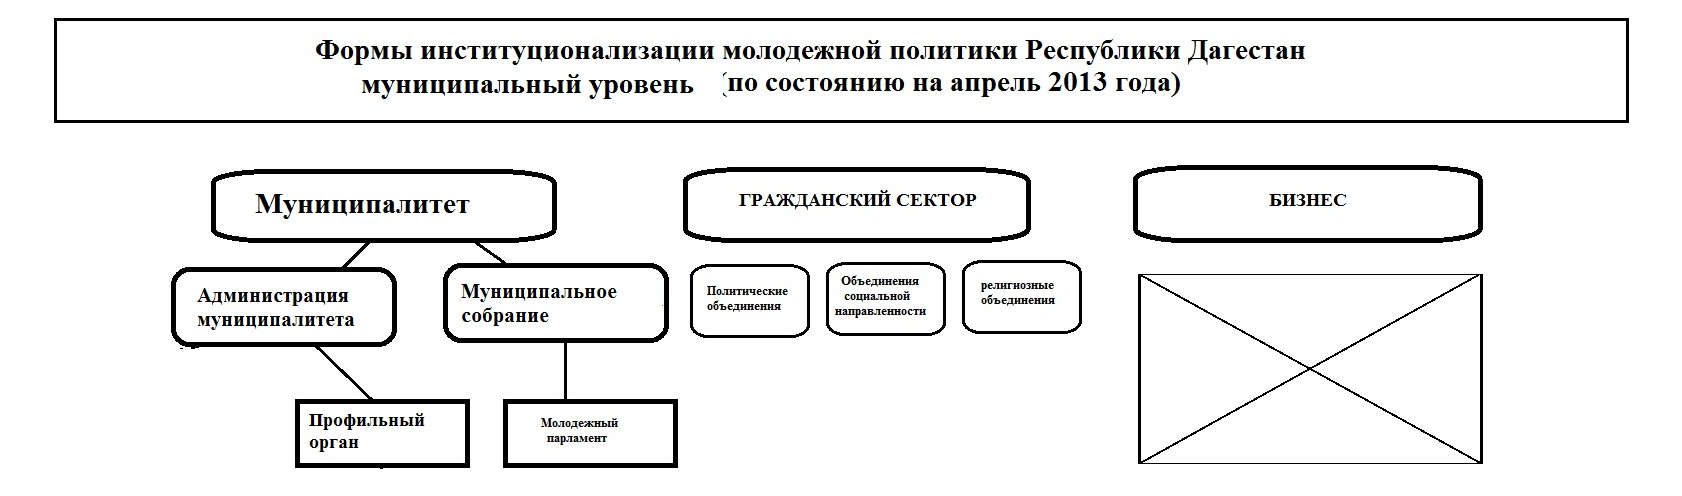 Формы институционализации молодежной политики Республики Дагестан
муниципальный уровень (по состоянию на апрель 2013 года)
Муниципалитет
ГРАЖДАНСКИЙ СЕКТОР
БИЗНЕС
Администрация
муниципалитета
Муниципальное
собрание
Политические
объединения
Объединения
социальной
направленности
религиозные
объединения
Профильный
орган
Молодежный
парламент